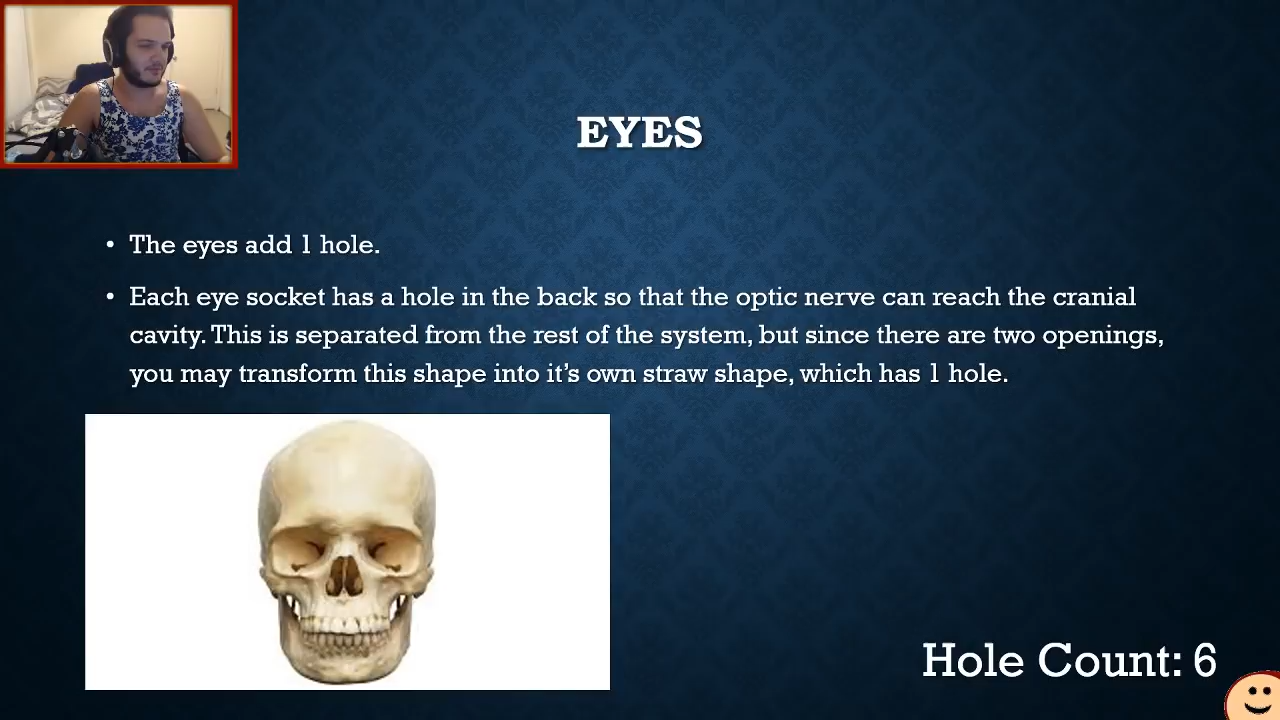 EYES
• The eyes add 1 hole.
• Each eye socket has a hole in the back so that the optic nerve can reach the cranial
cavity. This is separated from the rest of the system, but since there are two openings,
you may transform this shape into it's own straw shape, which has 1 hole.
Hole Count: 6